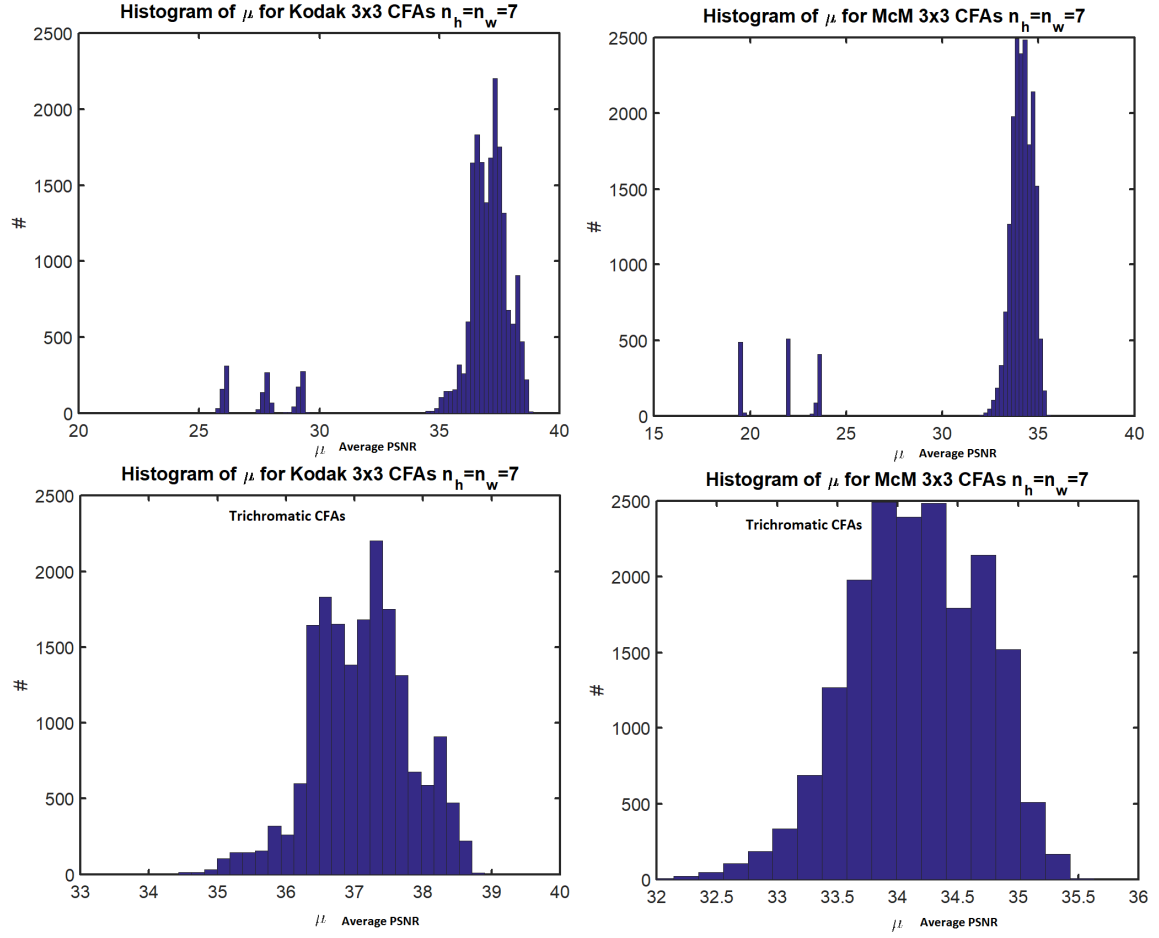 Histogram of μ for Kodak 3x3 CFAs n_h=n_w=7
2500
2000
1500
1000
500
0
#
20 25 30 35 40
μ Average PSNR
Histogram of μ for McM 3x3 CFAs n_h=n_w=7
2500
2000
1500
1000
500
0
#
15 20 25 30 35 40
μ Average PSNR
Histogram of μ for Kodak 3x3 CFAs n_h=n_w=7
Trichromatic CFAs
2500
2000
1500
1000
500
0
#
33 34 35 36 37 38 39 40
μ Average PSNR
Histogram of μ for McM 3x3 CFAs n_h=n_w=7
Trichromatic CFAs
2500
2000
1500
1000
500
0
#
32 32.5 33 33.5 34 34.5 35 35.5 36
μ Average PSNR